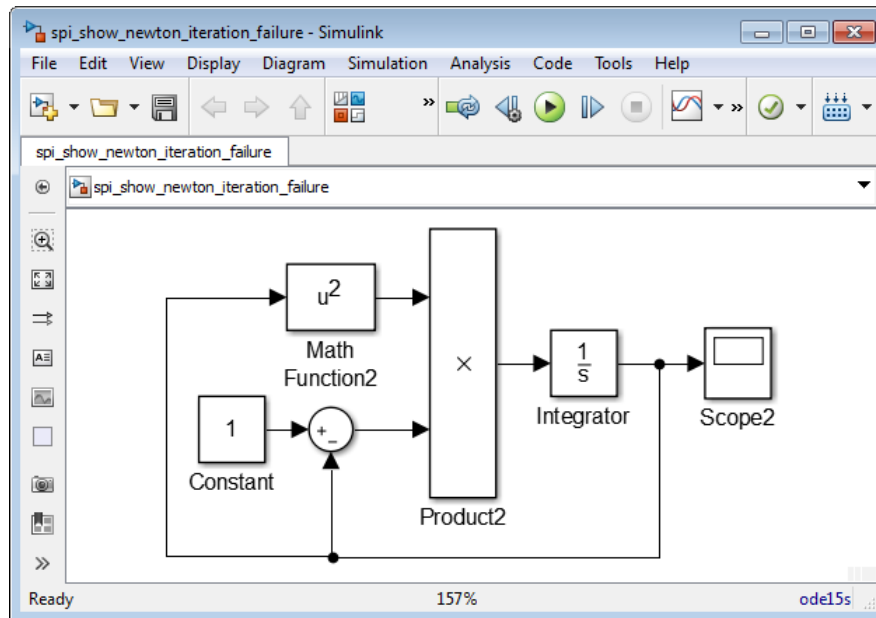 spi_show_newton_iteration_failure - Simulink
File Edit View Display Diagram Simulation Analysis Code Tools Help
»
»
spi_show_newton_iteration_failure
spi_show_newton_iteration_failure
u²
Math
Function2
×
1
s
1
+
-
Integrator
Scope2
Constant
Product2
A
»
Ready 157% ode15s